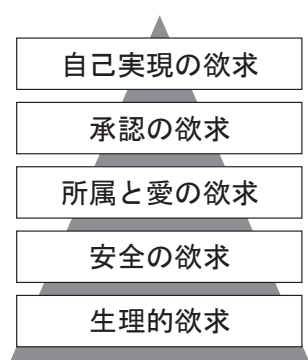 自己実現の欲求
承認の欲求
所属と愛の欲求
安全の欲求
生理的欲求